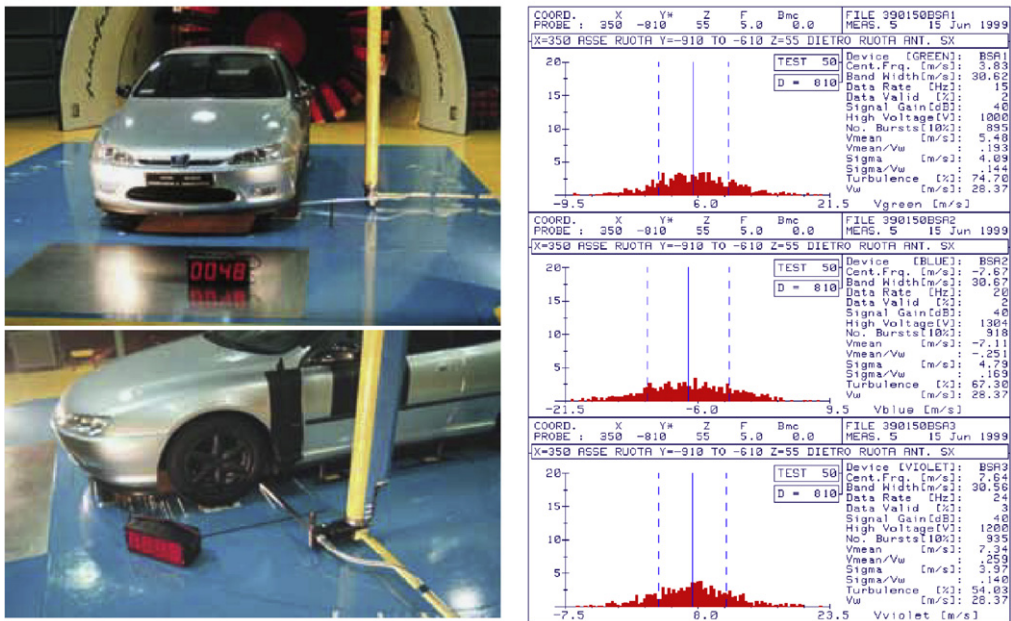 pininfarina
0048
COORD. X Y* Z F Bmc
PROBE : 350 -810 55 5.0 0.0
FILE 390150BSA1
MEAS. 5 15 Jun 1999
X=350 ASSE RUOTA Y=-910 TO -610 Z=55 DIETRO RUOTA ANT. SX
20
15
10
5
-9.5 6.0 21.5
Vgreen [m/s]
TEST 50
D = 810
Device [GREEN]: BSA1
Cent.Frq. [m/s]: 3.83
Band Width[m/s]: 30.62
Data Rate [Hz]: 15
Data Valid [%]: 2
Signal Gain[dB]: 40
High Voltage[V]: 1000
No. Bursts[10%]: 895
Vmean [m/s]: 5.48
Vmean/Vw : .193
Sigma [m/s]: 4.09
Sigma/Vw : .144
Turbulence [%]: 74.70
Vw [m/s]: 28.37
COORD. X Y* Z F Bmc
PROBE : 350 -810 55 5.0 0.0
FILE 390150BSA2
MEAS. 5 15 Jun 1999
X=350 ASSE RUOTA Y=-910 TO -610 Z=55 DIETRO RUOTA ANT. SX
20
15
10
5
-21.5 -6.0 9.5
Vblue [m/s]
TEST 50
D = 810
Device [BLUE]: BSA2
Cent.Frq. [m/s]: -7.67
Band Width[m/s]: 30.67
Data Rate [Hz]: 20
Data Valid [%]: 2
Signal Gain[dB]: 40
High Voltage[V]: 1304
No. Bursts[10%]: 918
Vmean [m/s]: -7.11
Vmean/Vw : -.251
Sigma [m/s]: 4.79
Sigma/Vw : .169
Turbulence [%]: 67.30
Vw [m/s]: 28.37
COORD. X Y* Z F Bmc
PROBE : 350 -810 55 5.0 0.0
FILE 390150BSA3
MEAS. 5 15 Jun 1999
X=350 ASSE RUOTA Y=-910 TO -610 Z=55 DIETRO RUOTA ANT. SX
20
15
10
5
-7.5 8.0 23.5
Vviolet [m/s]
TEST 50
D = 810
Device [VIOLET]: BSA3
Cent.Frq. [m/s]: 7.64
Band Width[m/s]: 30.56
Data Rate [Hz]: 24
Data Valid [%]: 3
Signal Gain[dB]: 40
High Voltage[V]: 1200
No. Bursts[10%]: 935
Vmean [m/s]: 7.34
Vmean/Vw : .259
Sigma [m/s]: 3.97
Sigma/Vw : .140
Turbulence [%]: 54.03
Vw [m/s]: 28.37